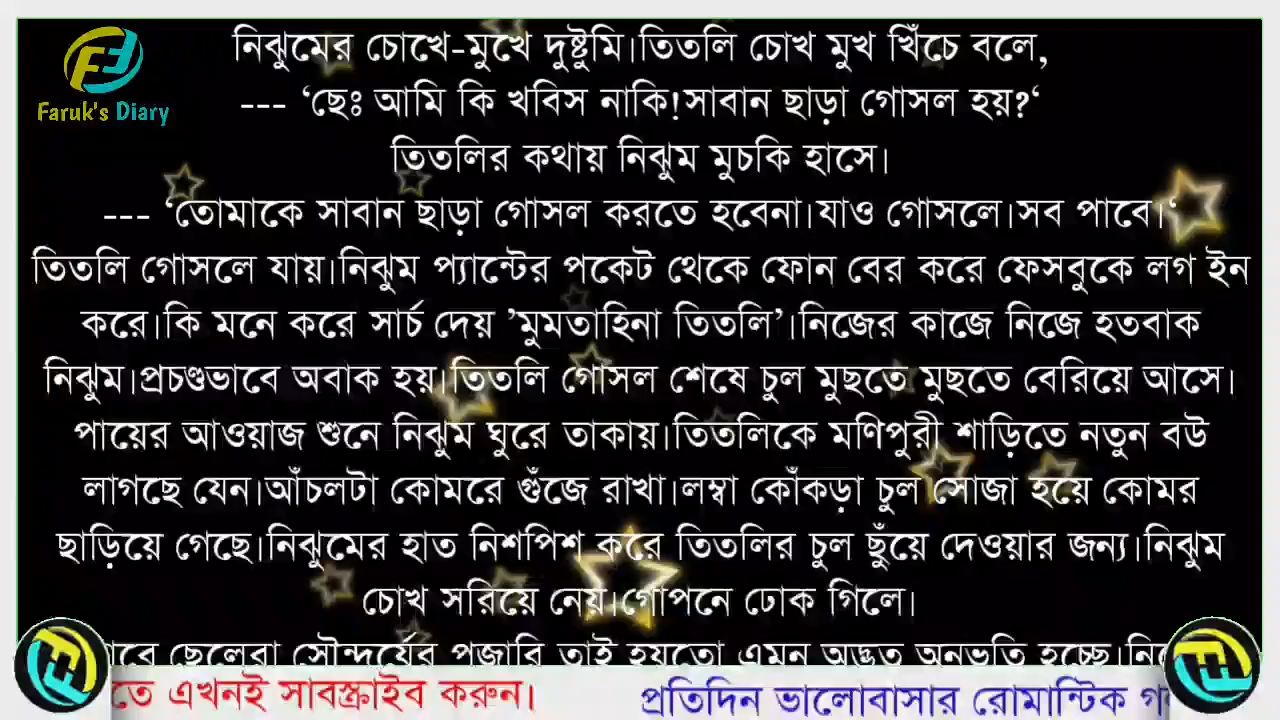 Faruk's Diary
নিঝুমের চোখে-মুখে দুষ্টুমি।তিতলি চোখ মুখ খিঁচে বলে,
--- ‘ছেঃ আমি কি খবিস নাকি!সাবান ছাড়া গোসল হয়?‘
তিতলির কথায় নিঝুম মুচকি হাসে।
--- ‘তোমাকে সাবান ছাড়া গোসল করতে হবেনা।যাও গোসলে।সব পাবে।‘
তিতলি গোসলে যায়।নিঝুম প্যান্টের পকেট থেকে ফোন বের করে ফেসবুকে লগ ইন
করে।কি মনে করে সার্চ দেয় ’মুমতাহিনা তিতলি’।নিজের কাজে নিজে হতবাক
নিঝুম।প্রচণ্ডভাবে অবাক হয়।তিতলি গোসল শেষে চুল মুছতে মুছতে বেরিয়ে আসে।
পায়ের আওয়াজ শুনে নিঝুম ঘুরে তাকায়।তিতলিকে মণিপুরী শাড়িতে নতুন বউ
লাগছে যেন।আঁচলটা কোমরে গুঁজে রাখা।লম্বা কোঁকড়া চুল সোজা হয়ে কোমর
ছাড়িয়ে গেছে।নিঝুমের হাত নিশপিশ করে তিতলির চুল ছুঁয়ে দেওয়ার জন্য।নিঝুম
চোখ সরিয়ে নেয়।গোপনে ঢোক গিলে।
ছেলেরা সৌন্দর্যের পূজারি তাই হয়তো এমন অদ্ভুত অনুভূতি হচ্ছে।
তে এখনই সাবস্ক্রাইব করুন।
প্রতিদিন ভালোবাসার রোমান্টিক